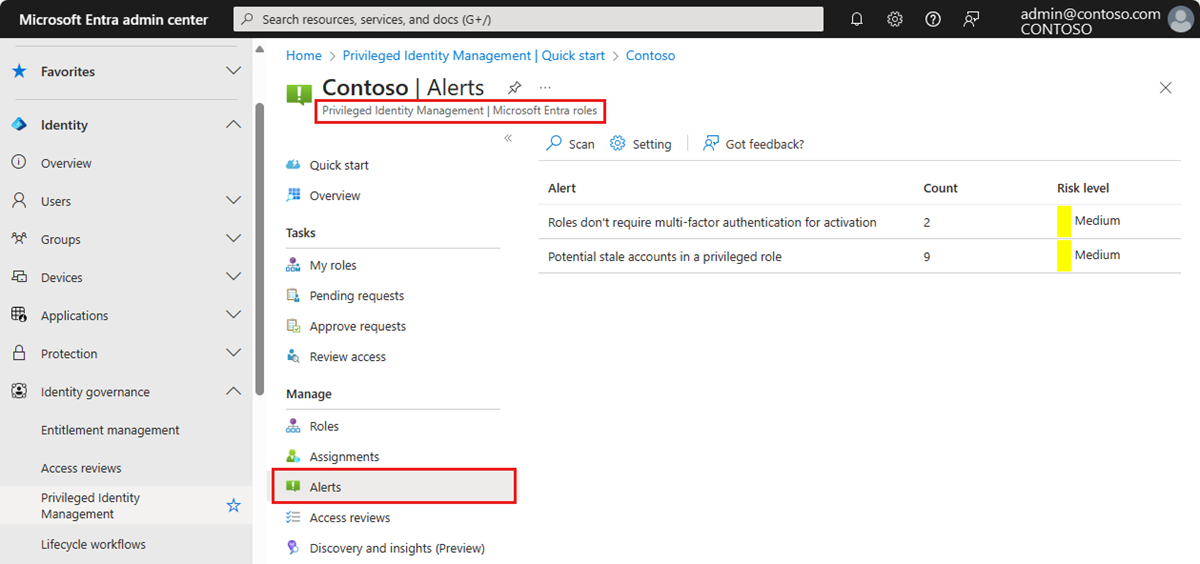 Microsoft Entra admin center
Search resources, services, and docs (G+/)
admin@contoso.com
CONTOSO
Favorites
Identity
Overview
Users
Groups
Devices
Applications
Protection
Identity governance
Entitlement management
Access reviews
Privileged Identity
Management
Lifecycle workflows
Home > Privileged Identity Management | Quick start > Contoso
Contoso | Alerts
Privileged Identity Management | Microsoft Entra roles
Quick start
Overview
Tasks
My roles
Pending requests
Approve requests
Review access
Manage
Roles
Assignments
Alerts
Access reviews
Discovery and insights (Preview)
Scan Setting Got feedback?
Alert Count Risk level
Roles don't require multi-factor authentication for activation 2 Medium
Potential stale accounts in a privileged role 9 Medium